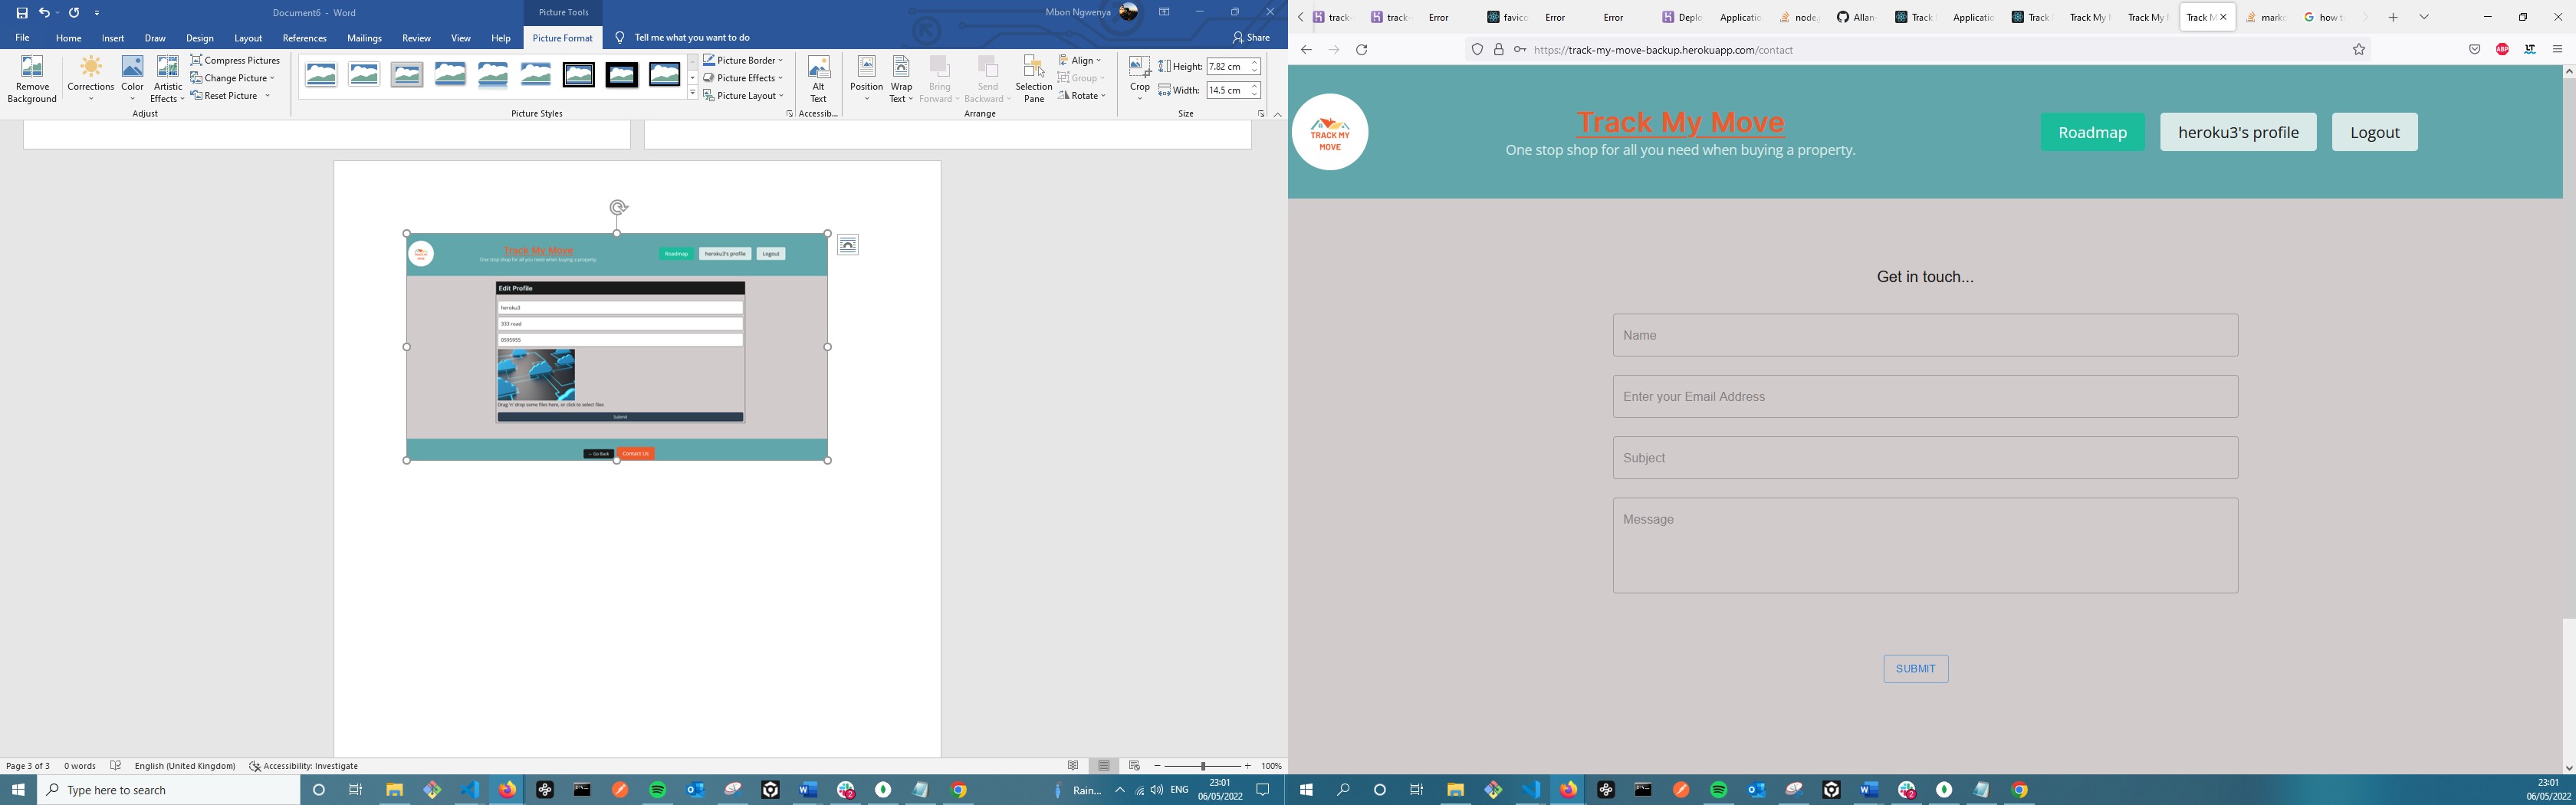 Document6 - Word
Picture Tools
Mbon Ngwenya
File Home Insert Draw Design Layout References Mailings Review View Help Picture Format Tell me what you want to do Share
Remove Background
Corrections
Color
Artistic Effects
Compress Pictures
Change Picture
Reset Picture
Adjust
Picture Styles
Picture Border
Picture Effects
Picture Layout
Alt Text
Accessib...
Position
Wrap Text
Bring Forward
Send Backward
Selection Pane
Align
Group
Rotate
Arrange
Crop
Height: 7.82 cm
Width: 14.5 cm
Size
TRACK MY MOVE
Track My Move
One stop shop for all you need when buying a property.
Roadmap heroku3's profile Logout
Edit Profile
heroku3
333 road
0595955
Drag 'n' drop some files here, or click to select files
Submit
← Go Back Contact Us
Page 3 of 3 0 words English (United Kingdom) Accessibility: Investigate 100%
Type here to search
Rain... ENG 23:01
06/05/2022
track- track- Error favico Error Error Deplo Applicatio node. Allan- Track Applicatio Track Track My Track My Track M mark how t
https://track-my-move-backup.herokuapp.com/contact
ABP
LT
TRACK MY
MOVE
Track My Move
One stop shop for all you need when buying a property.
Roadmap heroku3's profile Logout
Get in touch...
Name
Enter your Email Address
Subject
Message
SUBMIT
23:01
06/05/2022